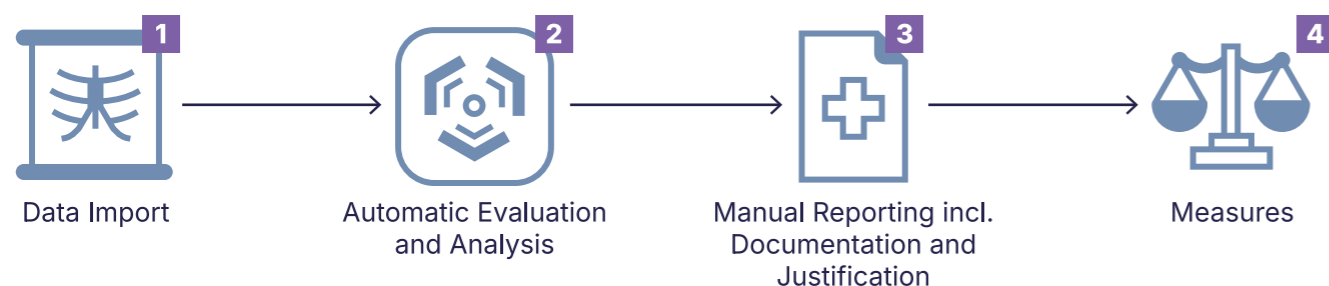 1
2
3
4
Data Import
Automatic Evaluation
and Analysis
Manual Reporting incl.
Documentation and
Justification
Measures